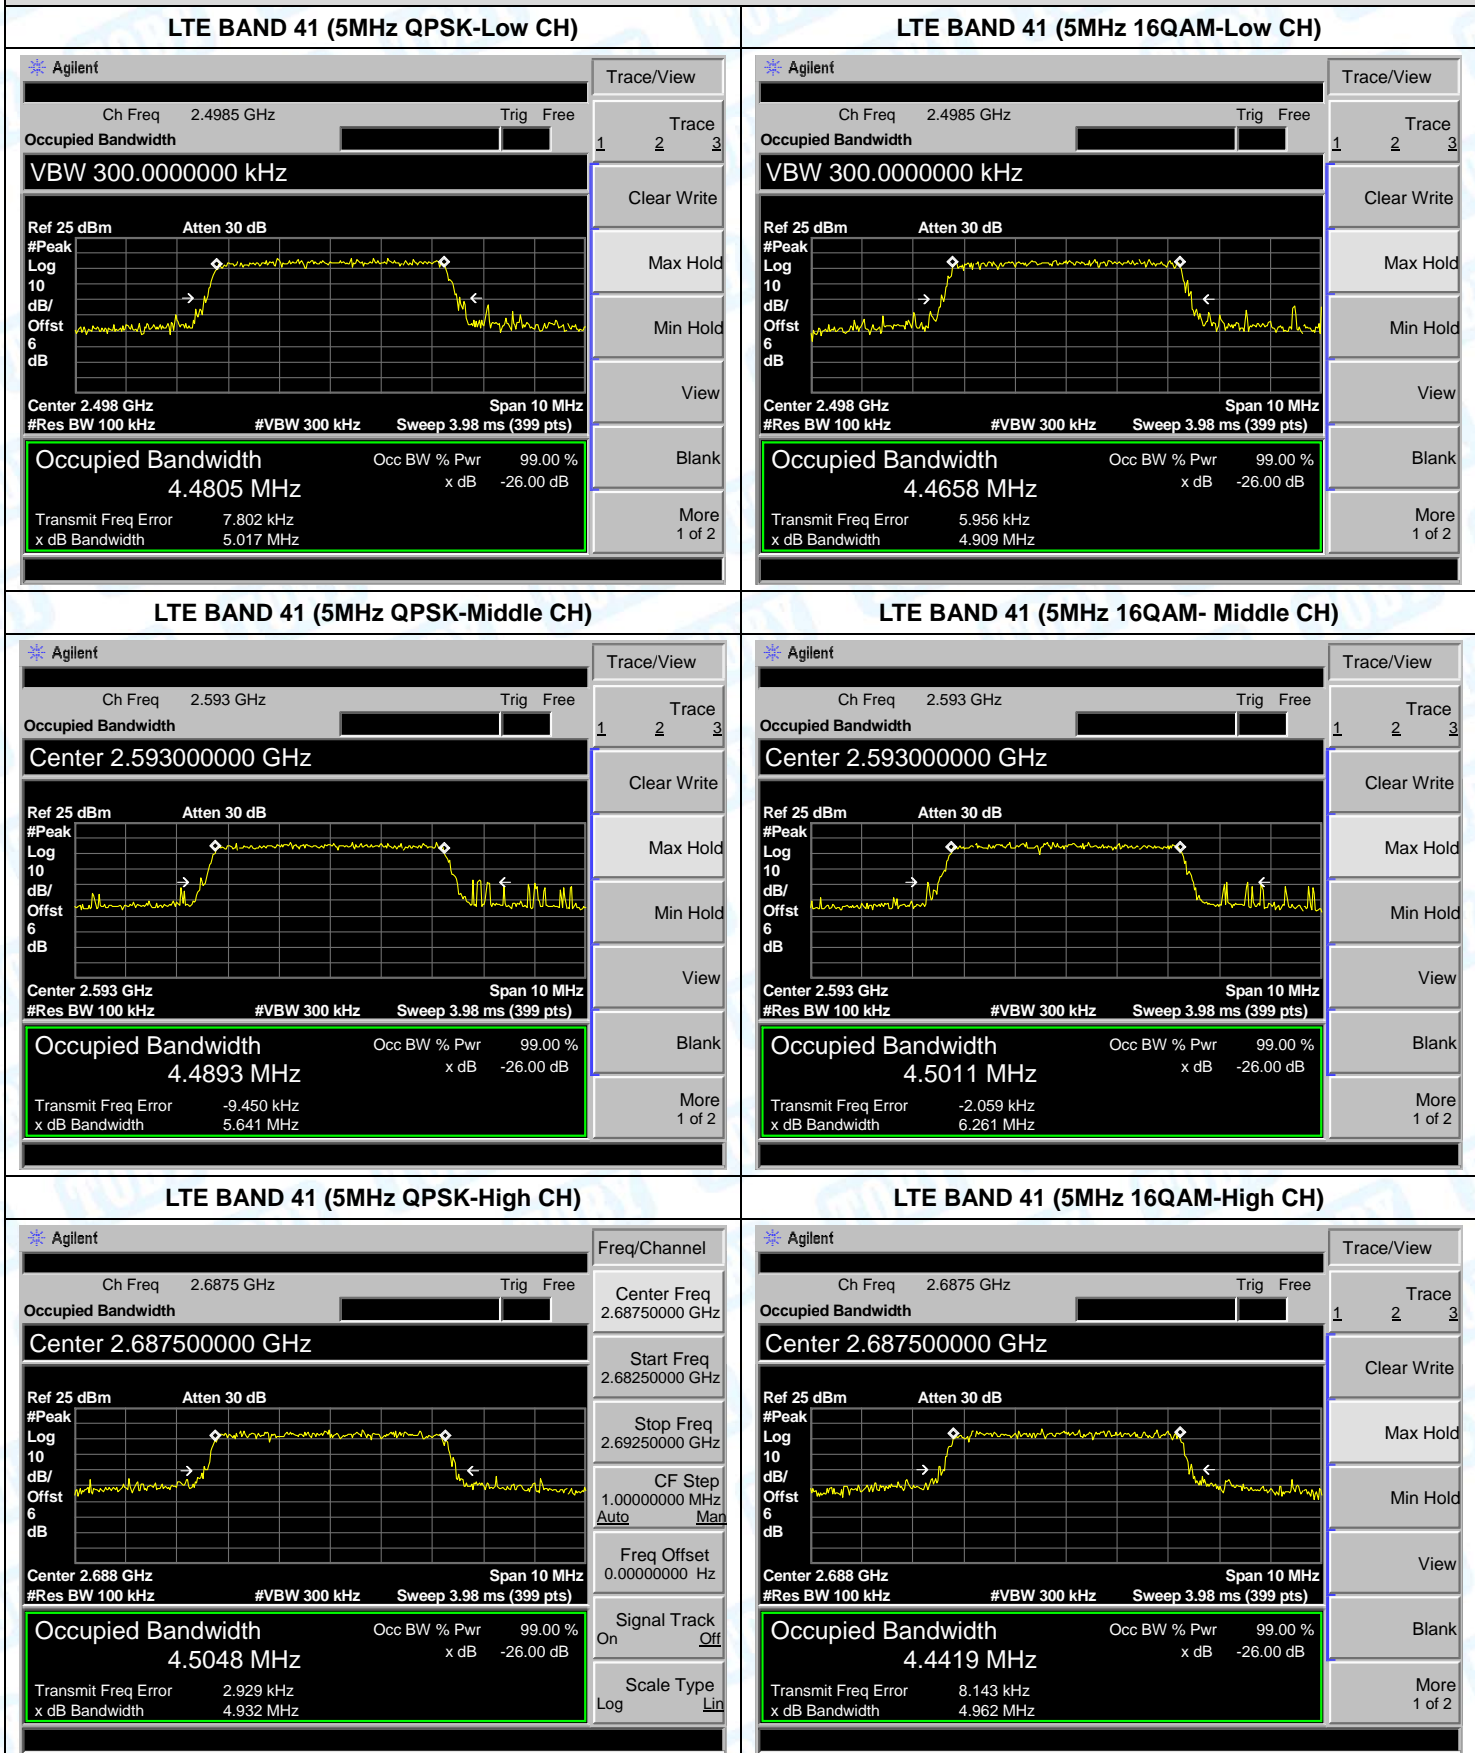 LTE BAND 41 (5MHz QPSK-Low CH)
Agilent
Trace/View
Ch Freq 2.4985 GHz Trig Free
Occupied Bandwidth
Trace
1 2 3
VBW 300.0000000 kHz
Clear Write
Ref 25 dBm Atten 30 dB
#Peak
Log
10
dB/
Offst
6
dB
Max Hold
Min Hold
View
Center 2.498 GHz Span 10 MHz
#Res BW 100 kHz #VBW 300 kHz Sweep 3.98 ms (399 pts)
Occupied Bandwidth Occ BW % Pwr 99.00 %
4.4805 MHz x dB -26.00 dB
Blank
Transmit Freq Error 7.802 kHz
x dB Bandwidth 5.017 MHz
More
1 of 2
LTE BAND 41 (5MHz 16QAM-Low CH)
Agilent
Trace/View
Ch Freq 2.4985 GHz Trig Free
Occupied Bandwidth
Trace
1 2 3
VBW 300.0000000 kHz
Clear Write
Ref 25 dBm Atten 30 dB
#Peak
Log
10
dB/
Offst
6
dB
Max Hold
Min Hold
View
Center 2.498 GHz Span 10 MHz
#Res BW 100 kHz #VBW 300 kHz Sweep 3.98 ms (399 pts)
Occupied Bandwidth Occ BW % Pwr 99.00 %
4.4658 MHz x dB -26.00 dB
Blank
Transmit Freq Error 5.956 kHz
x dB Bandwidth 4.909 MHz
More
1 of 2
LTE BAND 41 (5MHz QPSK-Middle CH)
Agilent
Trace/View
Ch Freq 2.593 GHz Trig Free
Occupied Bandwidth
Trace
1 2 3
Center 2.593000000 GHz
Clear Write
Ref 25 dBm Atten 30 dB
#Peak
Log
10
dB/
Offst
6
dB
Max Hold
Min Hold
View
Center 2.593 GHz Span 10 MHz
#Res BW 100 kHz #VBW 300 kHz Sweep 3.98 ms (399 pts)
Occupied Bandwidth Occ BW % Pwr 99.00 %
4.4893 MHz x dB -26.00 dB
Blank
Transmit Freq Error -9.450 kHz
x dB Bandwidth 5.641 MHz
More
1 of 2
LTE BAND 41 (5MHz 16QAM- Middle CH)
Agilent
Trace/View
Ch Freq 2.593 GHz Trig Free
Occupied Bandwidth
Trace
1 2 3
Center 2.593000000 GHz
Clear Write
Ref 25 dBm Atten 30 dB
#Peak
Log
10
dB/
Offst
6
dB
Max Hold
Min Hold
View
Center 2.593 GHz Span 10 MHz
#Res BW 100 kHz #VBW 300 kHz Sweep 3.98 ms (399 pts)
Occupied Bandwidth Occ BW % Pwr 99.00 %
4.5011 MHz x dB -26.00 dB
Blank
Transmit Freq Error -2.059 kHz
x dB Bandwidth 6.261 MHz
More
1 of 2
LTE BAND 41 (5MHz QPSK-High CH)
Agilent
Freq/Channel
Ch Freq 2.6875 GHz Trig Free
Occupied Bandwidth
Center Freq
2.68750000 GHz
Center 2.687500000 GHz
Start Freq
2.68250000 GHz
Ref 25 dBm Atten 30 dB
#Peak
Log
10
dB/
Offst
6
dB
Stop Freq
2.69250000 GHz
CF Step
1.00000000 MHz
Auto Man
Freq Offset
0.00000000 Hz
Center 2.688 GHz Span 10 MHz
#Res BW 100 kHz #VBW 300 kHz Sweep 3.98 ms (399 pts)
Occupied Bandwidth Occ BW % Pwr 99.00 %
4.5048 MHz x dB -26.00 dB
Signal Track
On Off
Transmit Freq Error 2.929 kHz
x dB Bandwidth 4.932 MHz
Scale Type
Log Lin
LTE BAND 41 (5MHz 16QAM-High CH)
Agilent
Trace/View
Ch Freq 2.6875 GHz Trig Free
Occupied Bandwidth
Trace
1 2 3
Center 2.687500000 GHz
Clear Write
Ref 25 dBm Atten 30 dB
#Peak
Log
10
dB/
Offst
6
dB
Max Hold
Min Hold
View
Center 2.688 GHz Span 10 MHz
#Res BW 100 kHz #VBW 300 kHz Sweep 3.98 ms (399 pts)
Occupied Bandwidth Occ BW % Pwr 99.00 %
4.4419 MHz x dB -26.00 dB
Blank
Transmit Freq Error 8.143 kHz
x dB Bandwidth 4.962 MHz
More
1 of 2